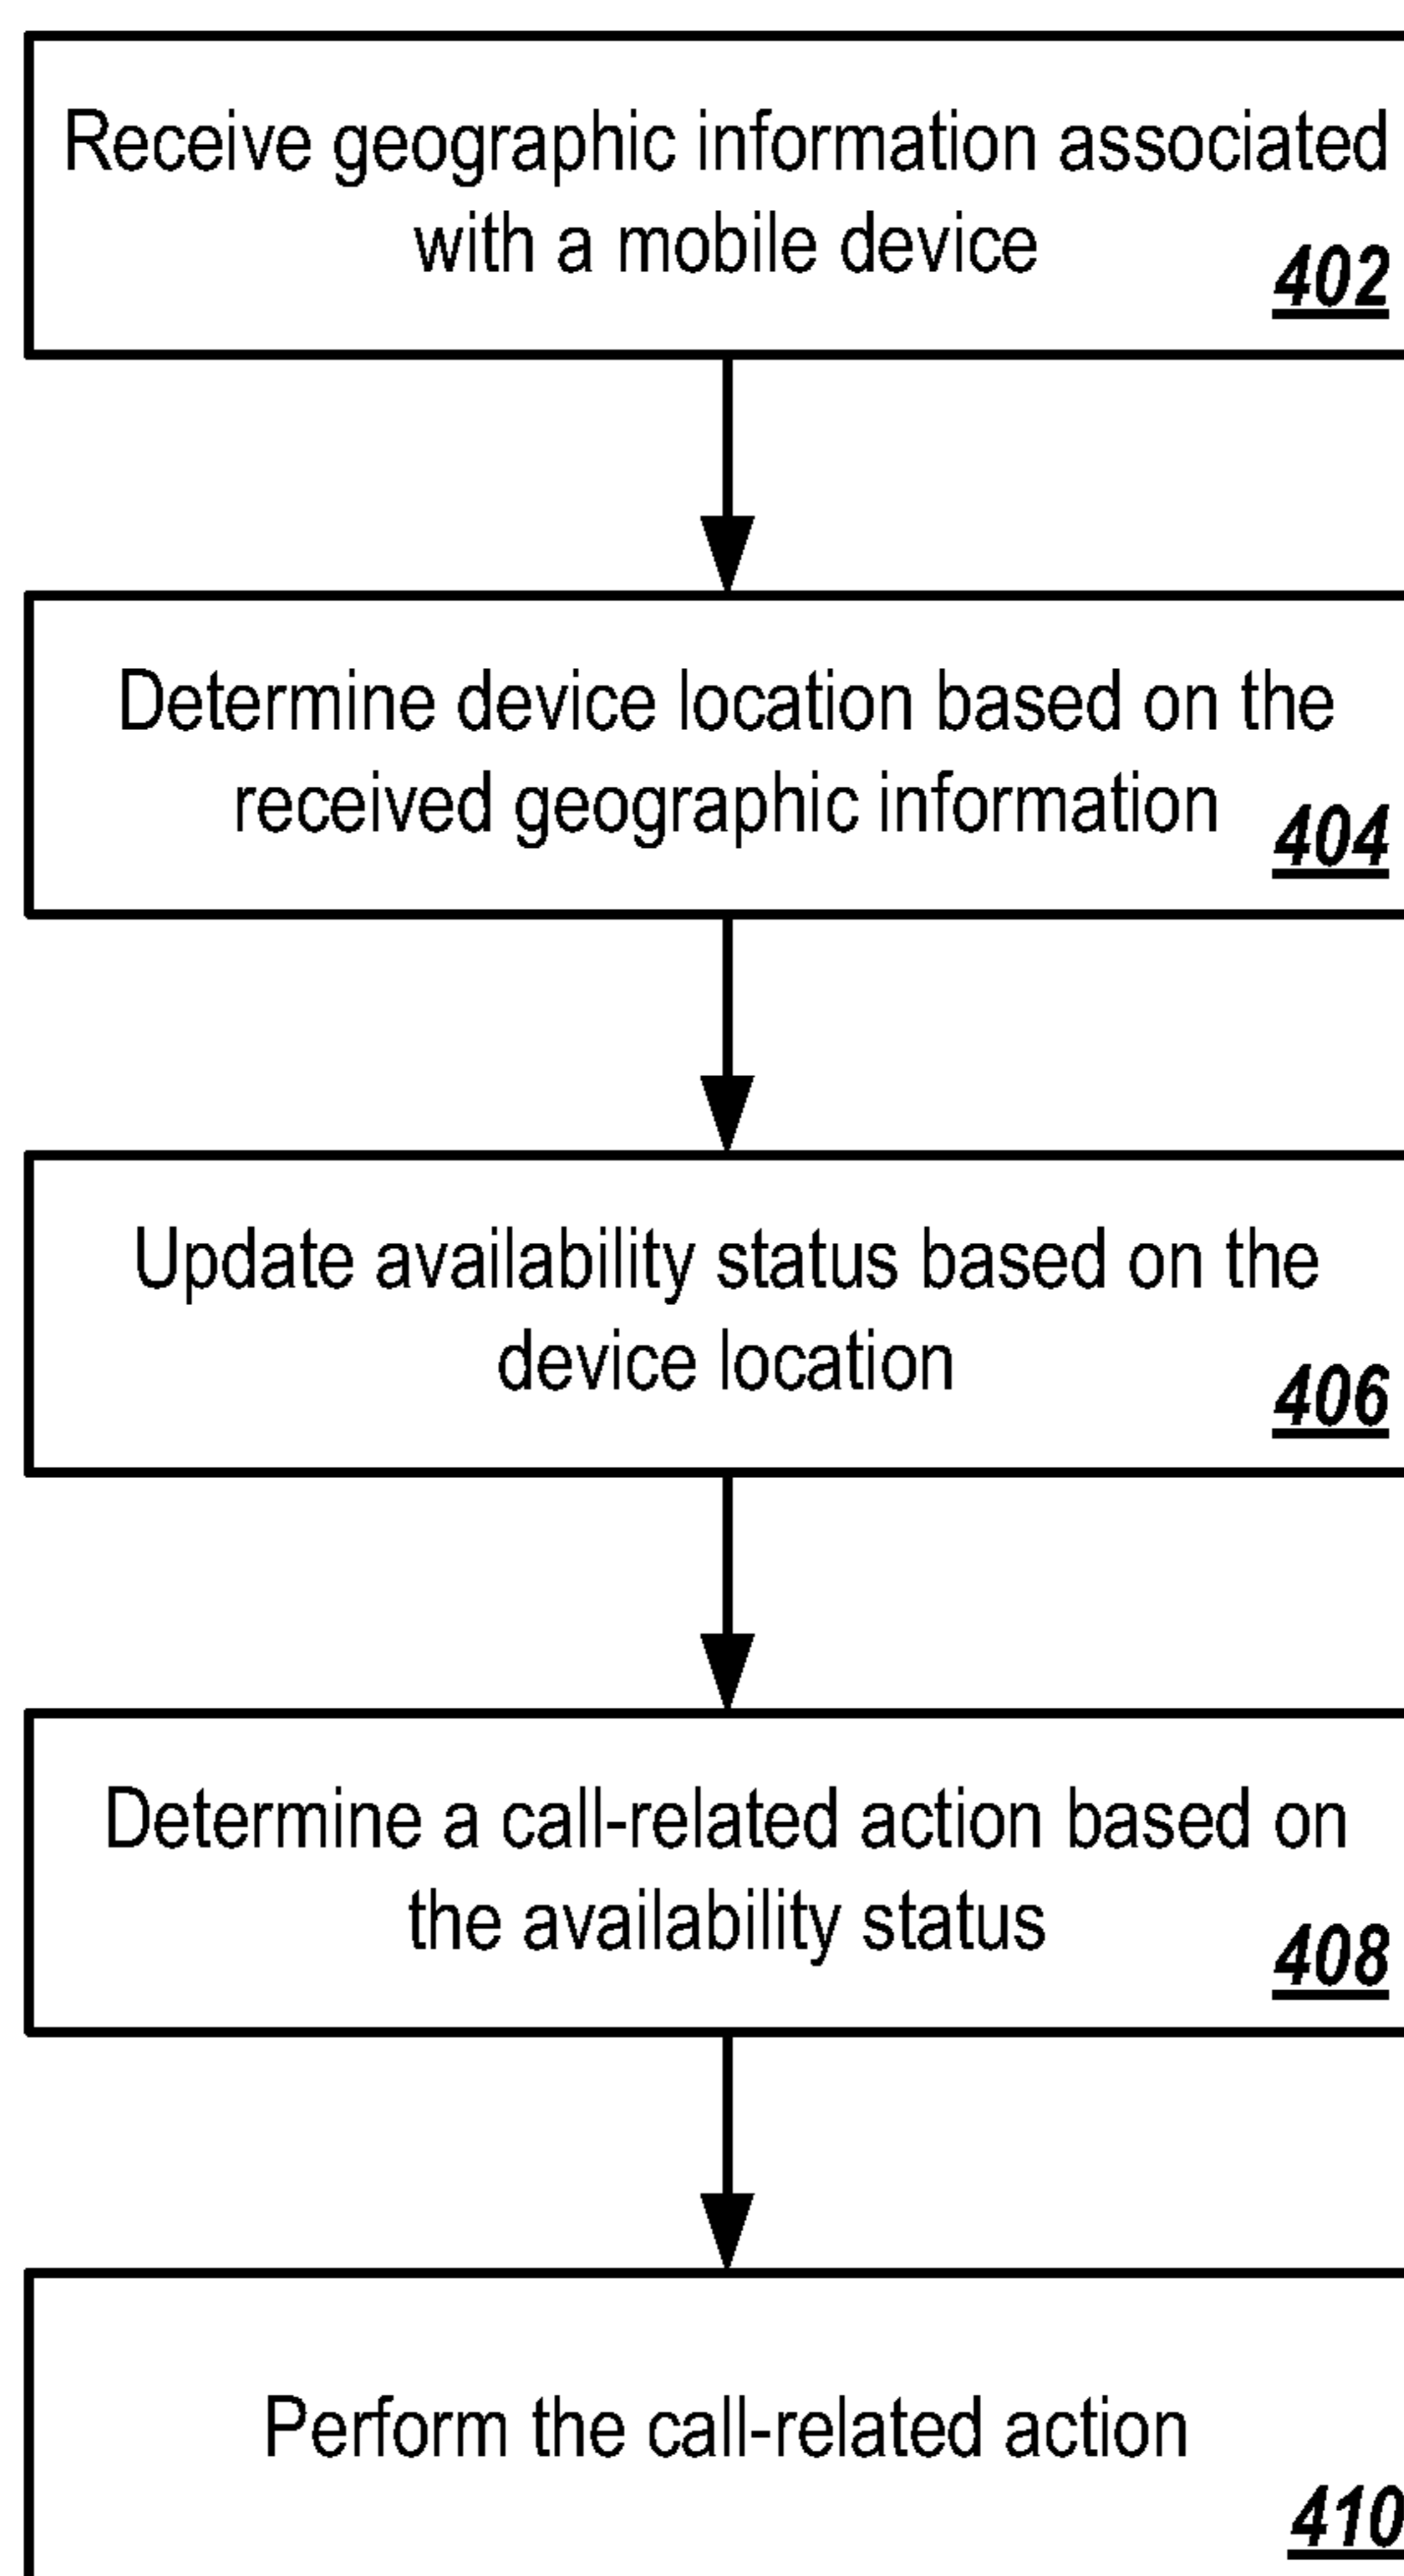 Receive geographic information associated
with a mobile device
402
Determine device location based on the
received geographic information
404
Update availability status based on the
device location
406
Determine a call-related action based on
the availability status
408
Perform the call-related action
410